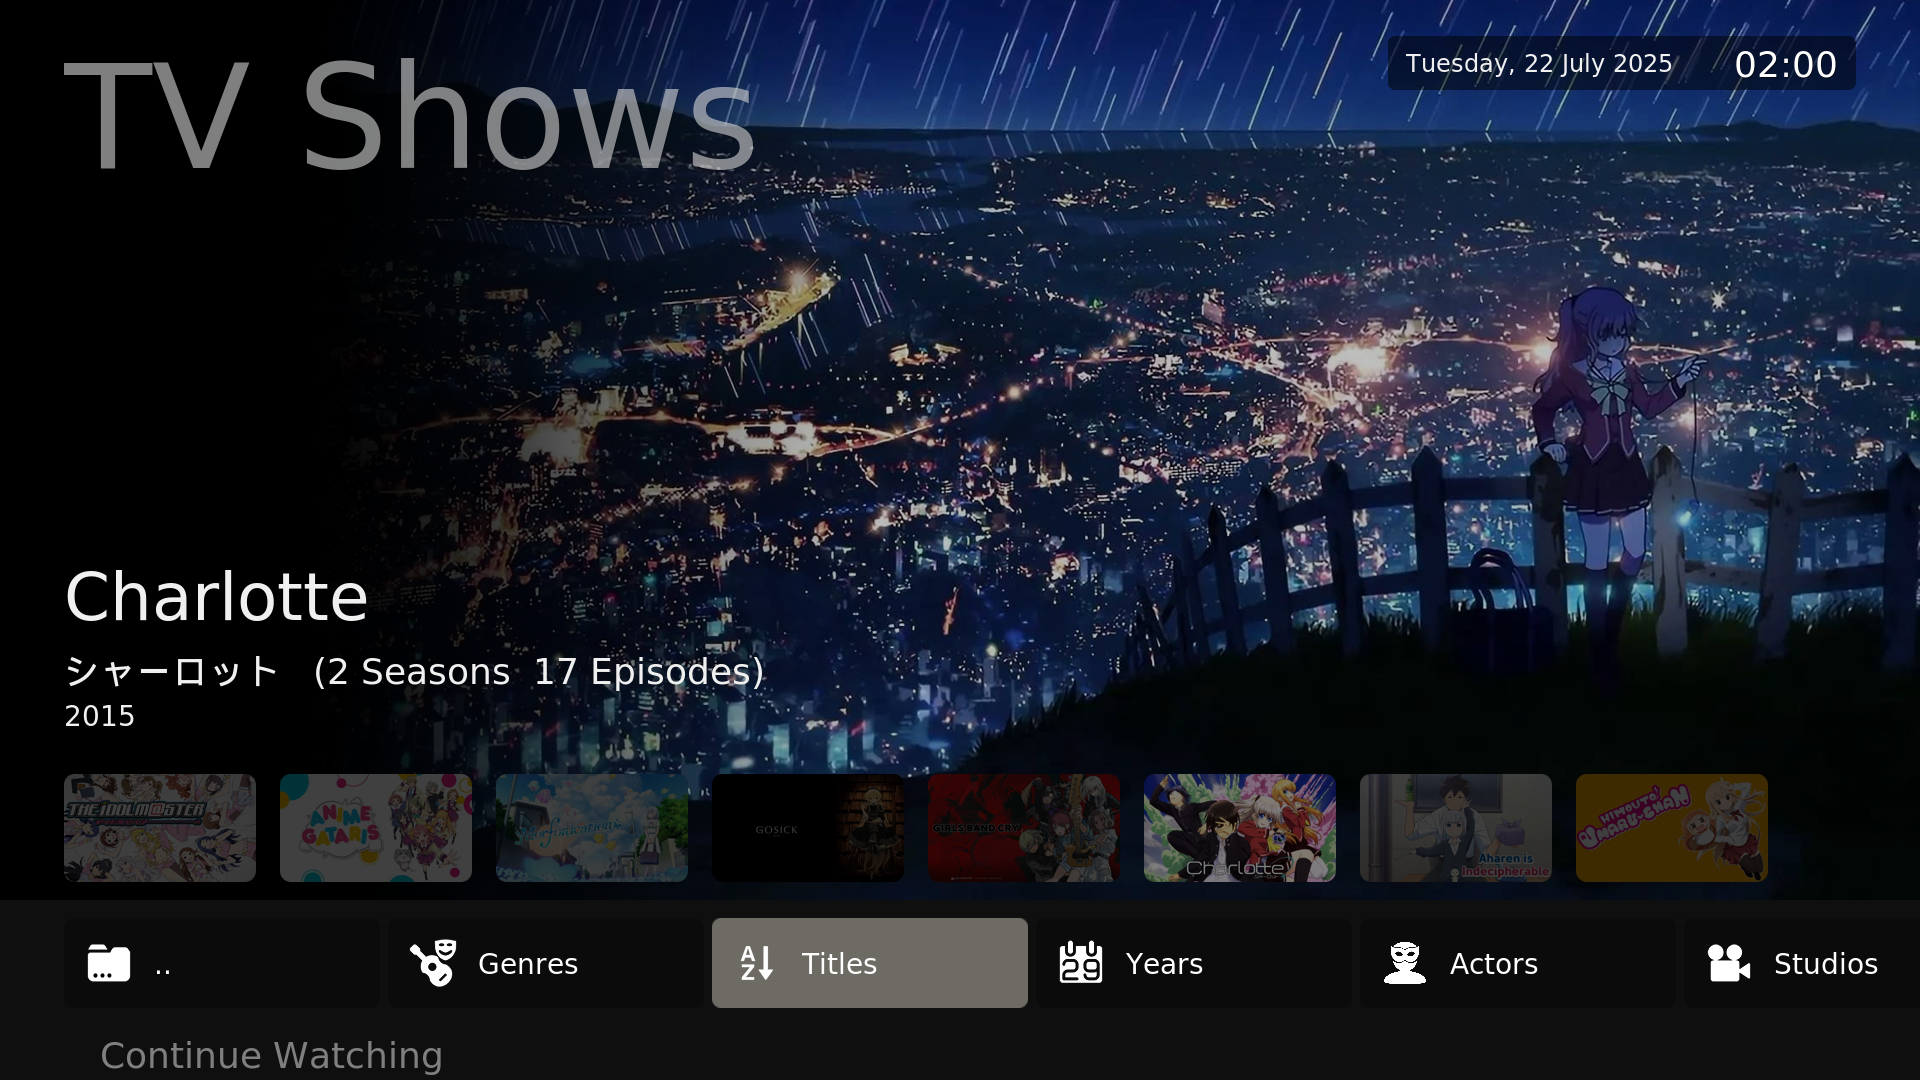 TV Shows
Tuesday, 22 July 2025 02:00
Charlotte
シャーロット (2 Seasons 17 Episodes)
2015
THE IDOLM@STER
ANIME GATARIS
GOSICK
GIRLS BAND CRY
Charlotte
Aharen is
Indecipherable
HIMOUTO!
UMARU-CHAN
.. Genres Titles Years Actors Studios
Continue Watching